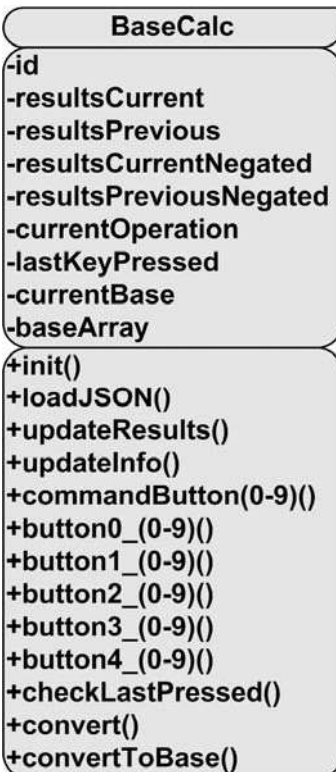 BaseCalc
-id
-resultsCurrent
-resultsPrevious
-resultsCurrentNegated
-resultsPreviousNegated
-currentOperation
-lastKeyPressed
-currentBase
-baseArray
+init()
+loadJSON()
+updateResults()
+updateInfo()
+commandButton(0-9)()
+button0_(0-9)()
+button1_(0-9)()
+button2_(0-9)()
+button3_(0-9)()
+button4_(0-9)()
+checkLastPressed()
+convert()
+convertToBase()